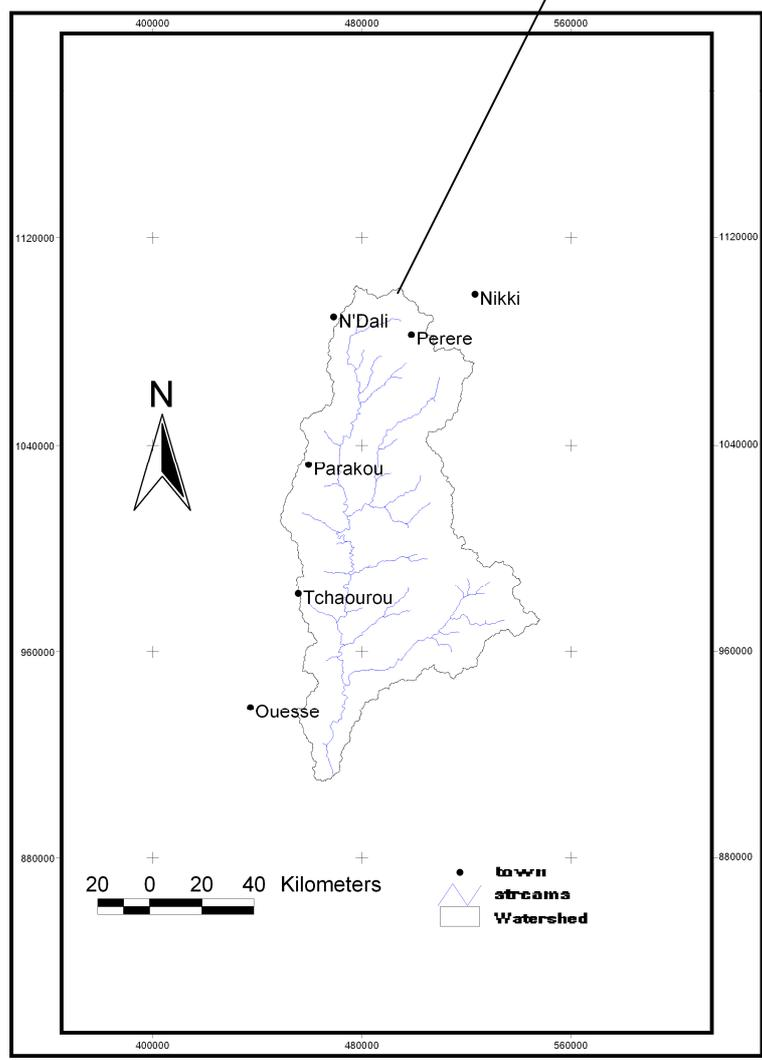 400000 480000 560000
1120000 1120000
Nikki
N'Dali
Perere
N
1040000 1040000
Parakou
Tchaourou
960000 960000
Ouesse
880000 880000
town
20 0 20 40 Kilometers
streams
Watershed
400000 480000 560000